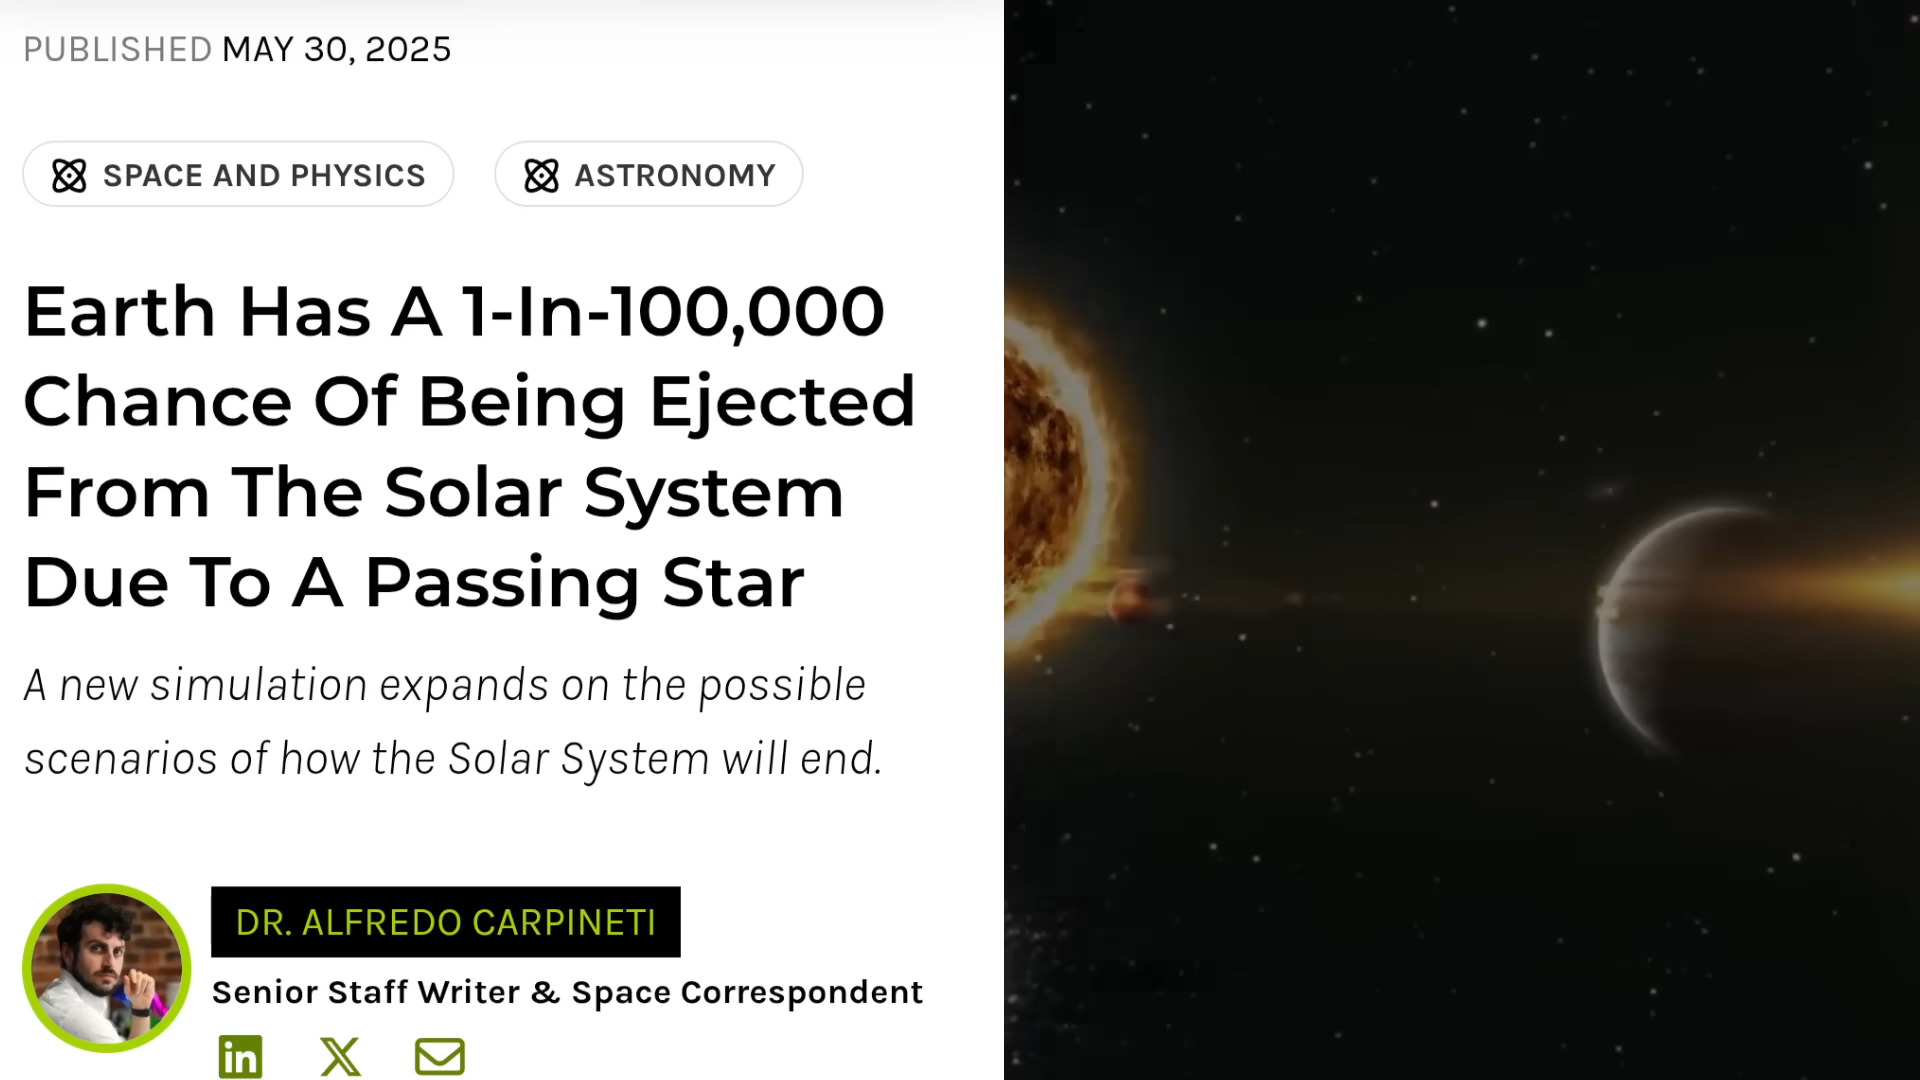 PUBLISHED MAY 30, 2025
SPACE AND PHYSICS
ASTRONOMY
Earth Has A 1-In-100,000
Chance Of Being Ejected
From The Solar System
Due To A Passing Star
A new simulation expands on the possible
scenarios of how the Solar System will end.
DR. ALFREDO CARPINETI
Senior Staff Writer & Space Correspondent
in
X